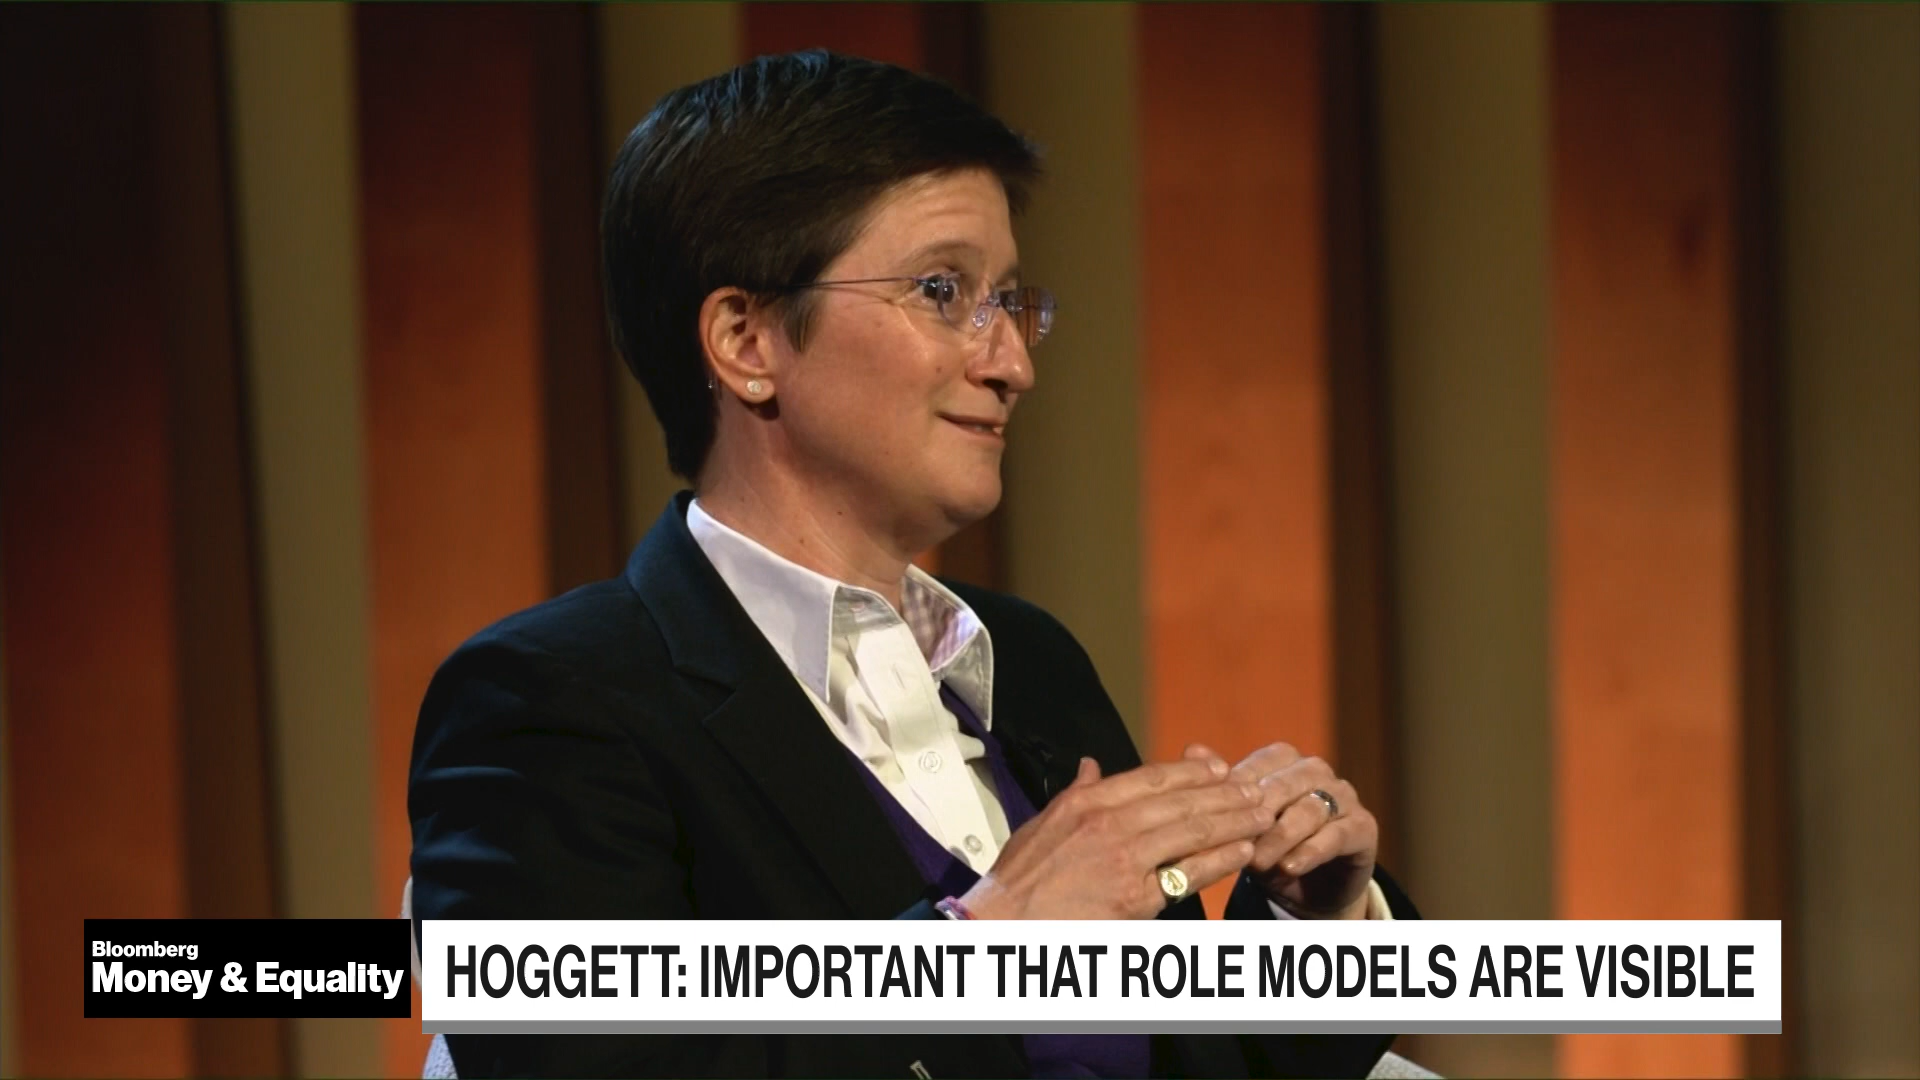 Bloomberg
Money & Equality
HOGGETT: IMPORTANT THAT ROLE MODELS ARE VISIBLE